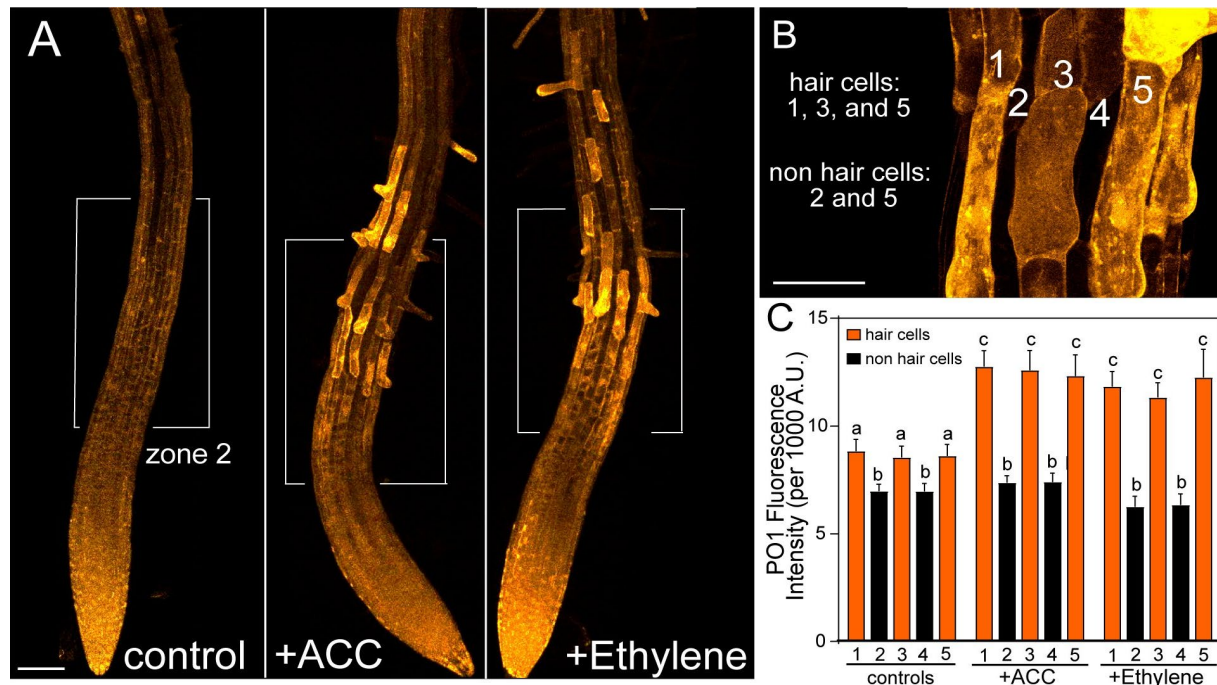 A
zone 2
control
+ACC
+Ethylene
B
hair cells:
1, 3, and 5
non hair cells:
2 and 5
1
2
3
4
5
C
hair cells
non hair cells
PO1 Fluorescence
Intensity (per 1000 A.U.)
15
10
5
0
a
b
a
b
a
c
b
c
b
c
c
b
c
b
c
1 2 3 4 5 1 2 3 4 5 1 2 3 4 5
controls +ACC +Ethylene